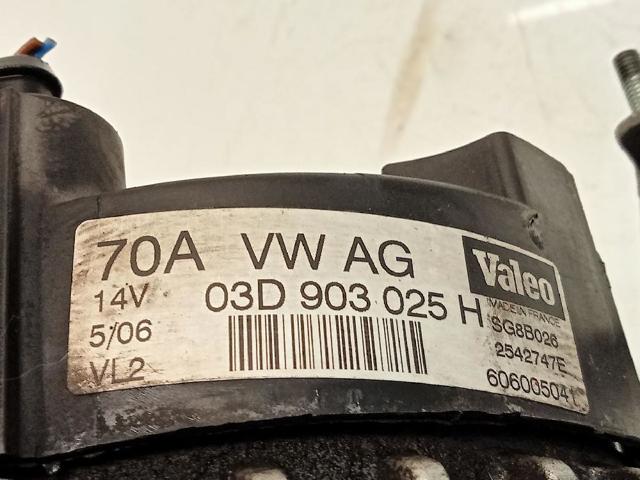 70A VW AG
Valeo
14V
03D 903 025 H
MADE IN FRANCE
5/06
SG8B026
2542747E
VL2
60600504